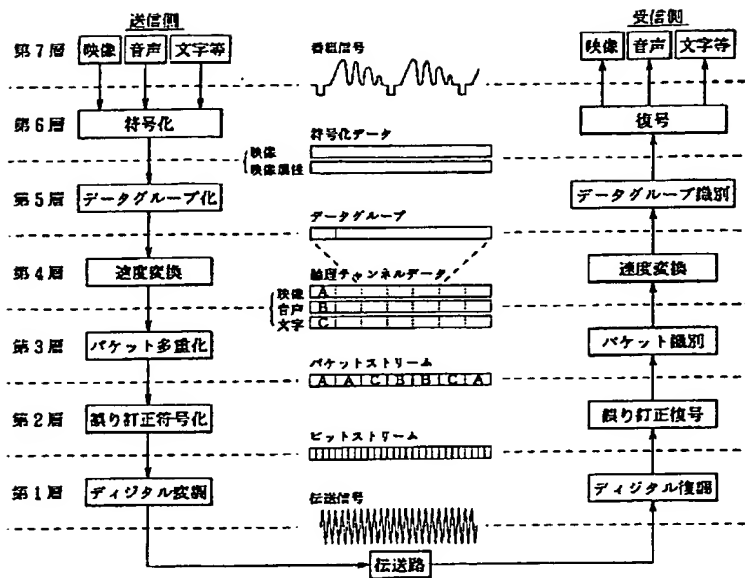 送信側
受信側
第7層
映像
音声
文字等
番組信号
映像
音声
文字等
第6層
符号化
符号化データ
復号
映像
映像属性
第5層
データグループ化
データグループ
データグループ識別
第4層
速度変換
論理チャンネルデータ
速度変換
映像
A
音声
B
文字
C
第3層
パケット多重化
パケット識別
パケットストリーム
A A C B B C A
第2層
誤り訂正符号化
誤り訂正復号
ビットストリーム
第1層
ディジタル変調
ディジタル復調
伝送信号
伝送路